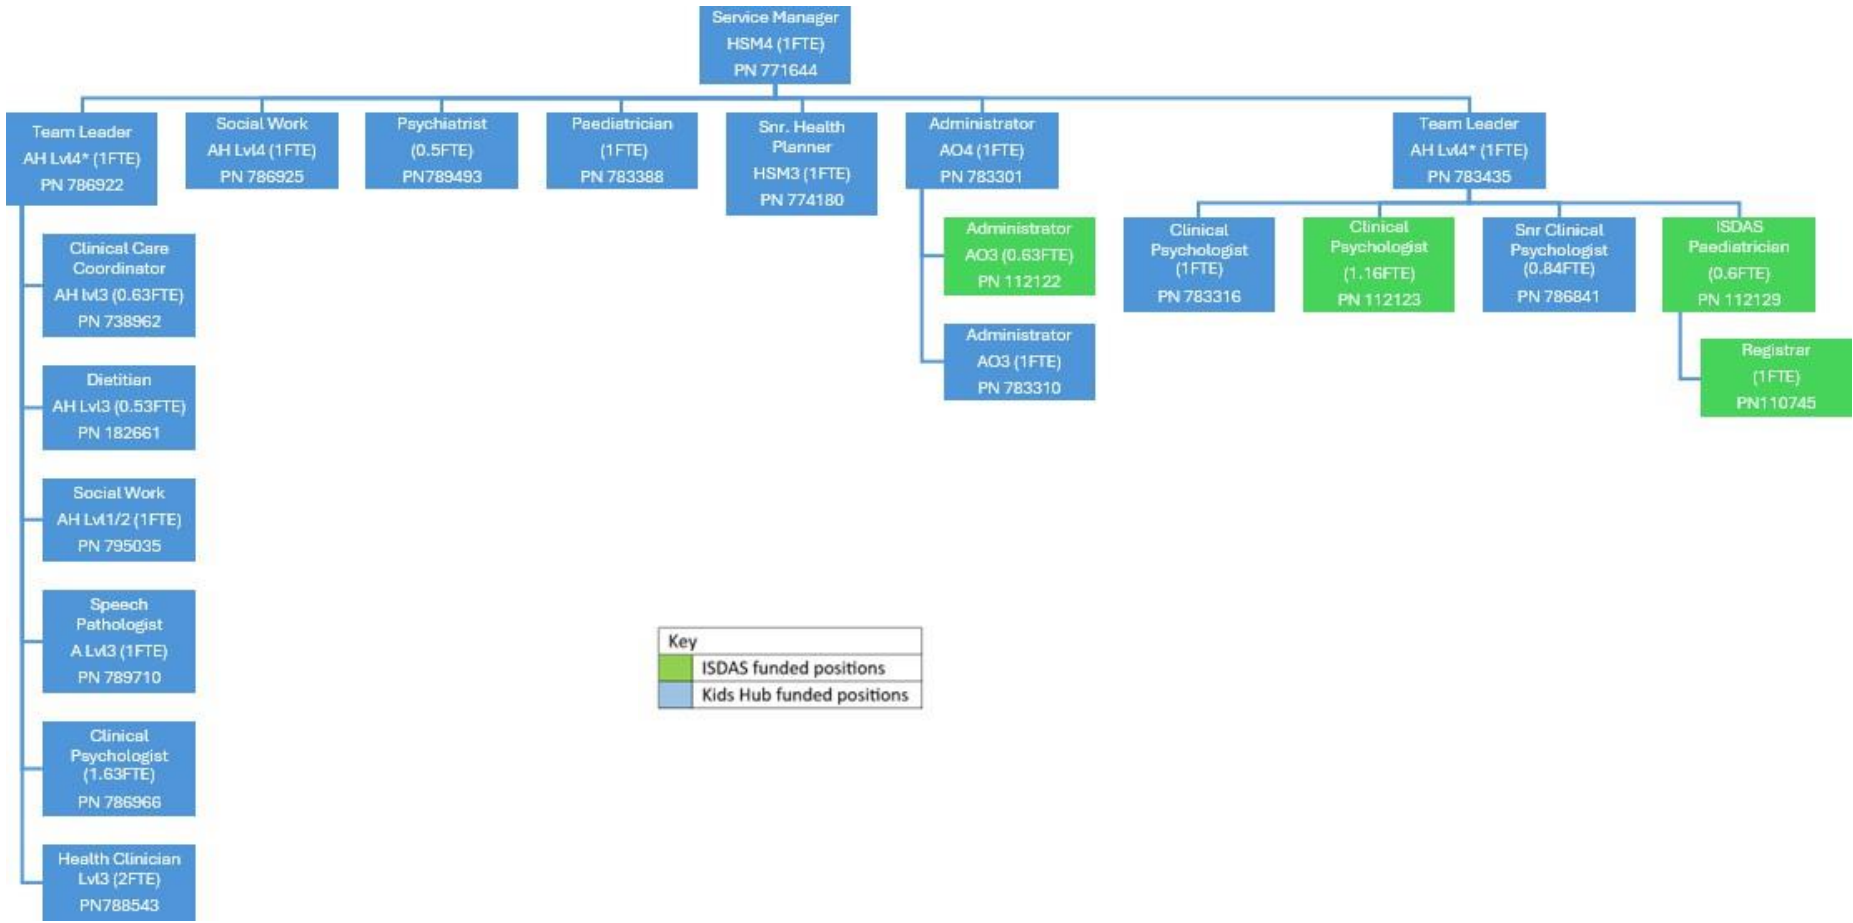 Service Manager
HSM4 (1FTE)
PN 771644
Team Leader
AH Lvl4* (1FTE)
PN 786922
Social Work
AH Lvl4 (1FTE)
PN 786925
Psychiatrist
(0.5FTE)
PN789493
Paediatrician
(1FTE)
PN 783388
Snr. Health
Planner
HSM3 (1FTE)
PN 774180
Administrator
AO4 (1FTE)
PN 783301
Team Leader
AH Lvl4* (1FTE)
PN 783435
Clinical Care
Coordinator
AH lvl3 (0.63FTE)
PN 738962
Dietitian
AH Lvl3 (0.53FTE)
PN 182661
Social Work
AH Lvl1/2 (1FTE)
PN 795035
Speech
Pathologist
A Lvl3 (1FTE)
PN 789710
Clinical
Psychologist
(1.63FTE)
PN 786966
Health Clinician
Lvl3 (2FTE)
PN788543
Administrator
AO3 (0.63FTE)
PN 112122
Administrator
AO3 (1FTE)
PN 783310
Clinical
Psychologist
(1FTE)
PN 783316
Clinical
Psychologist
(1.16FTE)
PN 112123
Snr Clinical
Psychologist
(0.84FTE)
PN 786841
ISDAS
Paediatrician
(0.6FTE)
PN 112129
Registrar
(1FTE)
PN110745
Key
ISDAS funded positions
Kids Hub funded positions